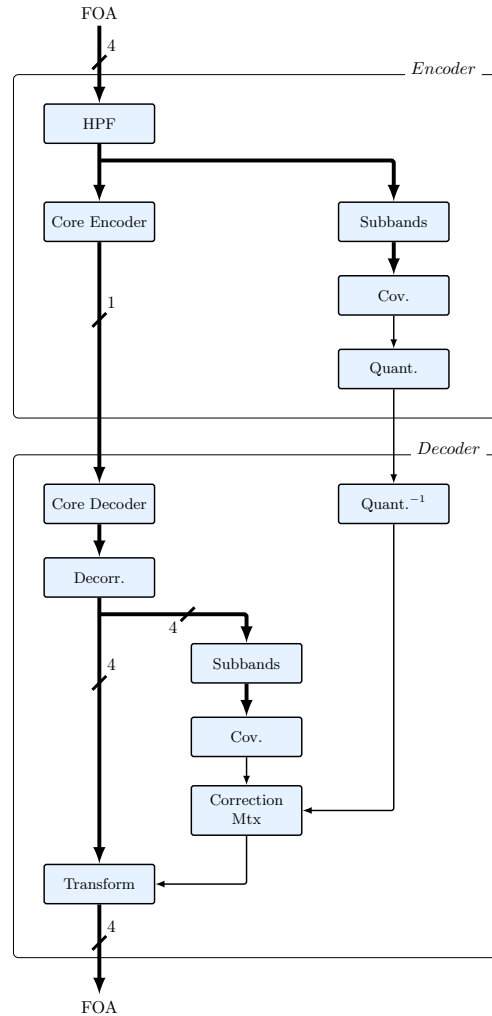 FOA
4
Encoder
HPF
Core Encoder
Subbands
Cov.
1
Quant.
Decoder
Core Decoder
Quant.⁻¹
Decorr.
4
Subbands
4
Cov.
Correction
Mtx
Transform
4
FOA